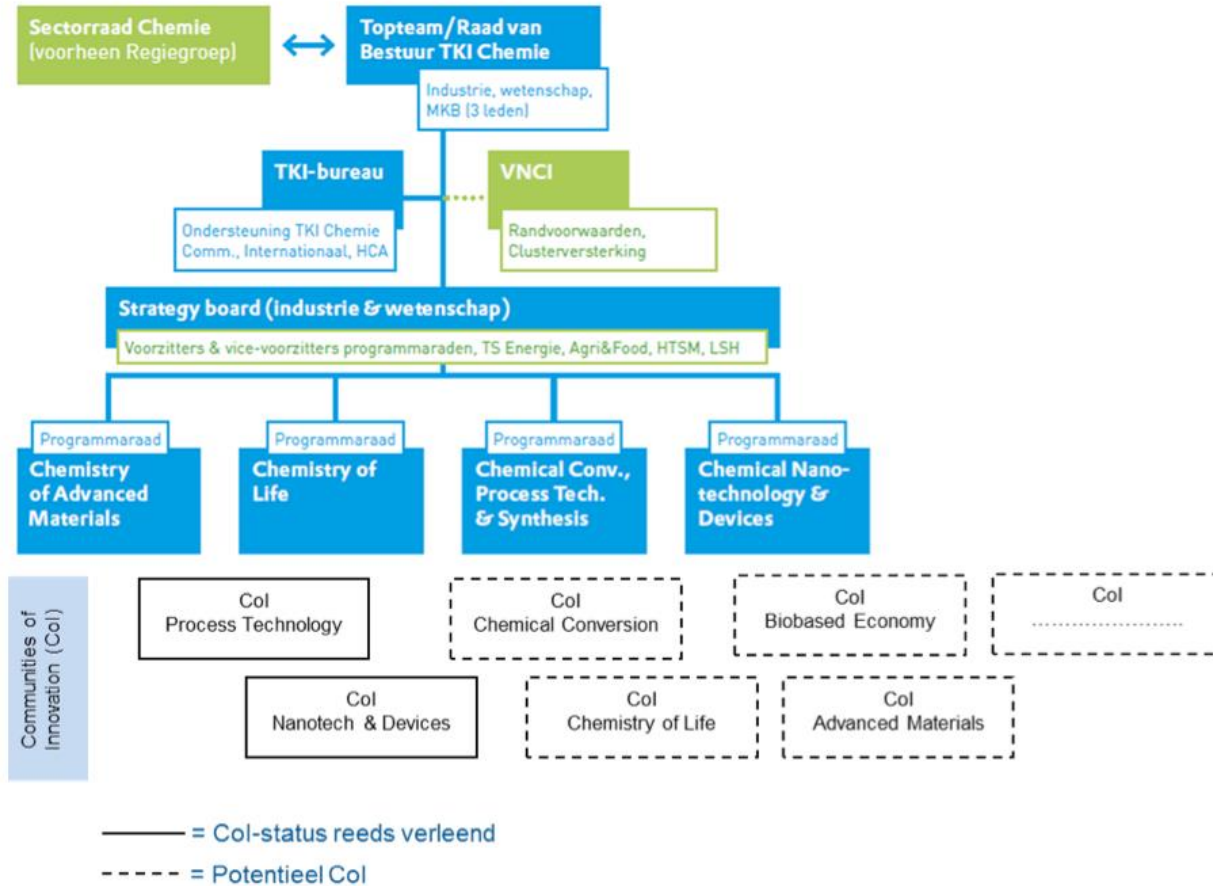 Sectorraad Chemie
(voorheen Regiegroep)
Topteam/Raad van
Bestuur TKI Chemie
Industrie, wetenschap,
MKB (3 leden)
TKI-bureau
Ondersteuning TKI Chemie
Comm., Internationaal, HCA
VNCI
Randvoorwaarden,
Clusterversterking
Strategy board (industrie & wetenschap)
Voorzitters & vice-voorzitters programmaraden, TS Energie, Agri&Food, HTSM, LSH
Programmaraad
Chemistry
of Advanced
Materials
Programmaraad
Chemistry of
Life
Programmaraad
Chemical Conv.,
Process Tech.
& Synthesis
Programmaraad
Chemical Nano-
technology &
Devices
Communities of
Innovation (CoI)
CoI
Process Technology
CoI
Chemical Conversion
CoI
Biobased Economy
CoI
........................
CoI
Nanotech & Devices
CoI
Chemistry of Life
CoI
Advanced Materials
= CoI-status reeds verleend
= Potentieel CoI